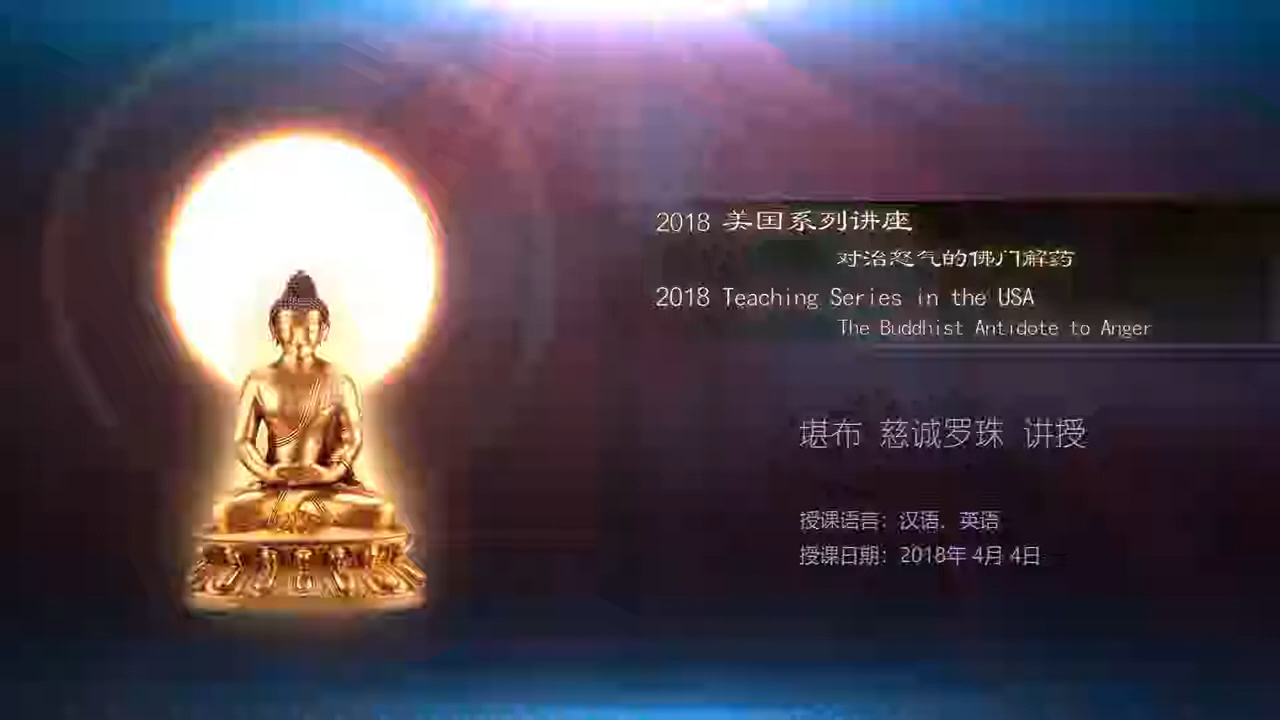 2018 美国系列讲座
对治怒气的佛门解药
2018 Teaching Series in the USA
The Buddhist Antidote to Anger
堪布 慈诚罗珠 讲授
授课语言：汉语、英语
授课日期：2018年 4月 4日